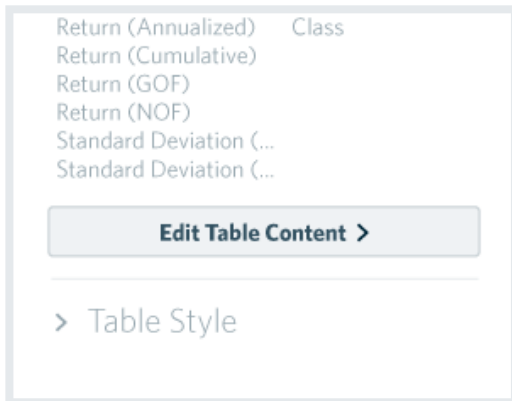 Return (Annualized) Class
Return (Cumulative)
Return (GOF)
Return (NOF)
Standard Deviation (...
Standard Deviation (...
Edit Table Content >
> Table Style